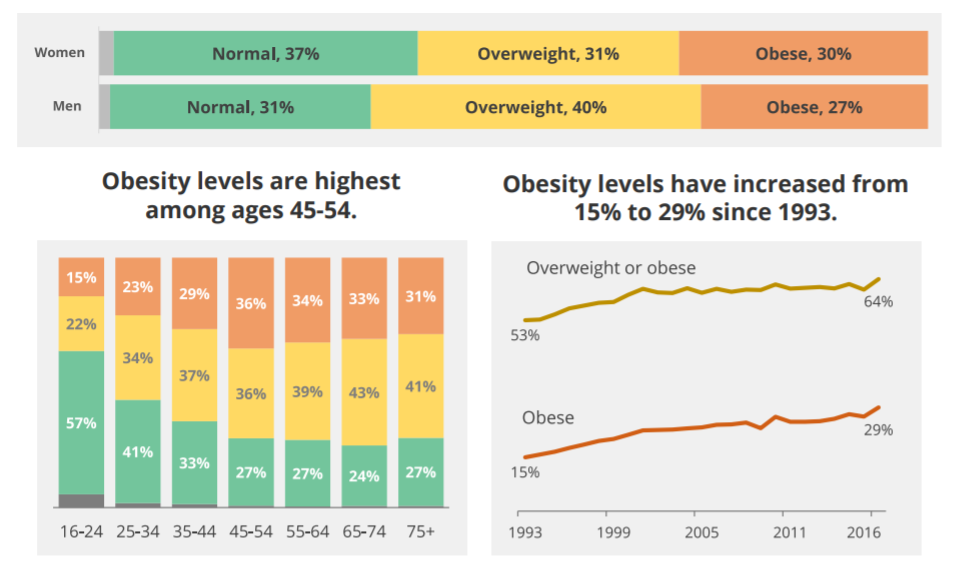 Women
Normal, 37%
Overweight, 31%
Obese, 30%
Men
Normal, 31%
Overweight, 40%
Obese, 27%
Obesity levels are highest
among ages 45-54.
15%
23%
29%
36%
34%
33%
31%
22%
34%
37%
36%
39%
43%
41%
57%
41%
33%
27%
27%
24%
27%
16-24
25-34
35-44
45-54
55-64
65-74
75+
Obesity levels have increased from
15% to 29% since 1993.
Overweight or obese
53%
64%
Obese
15%
29%
1993
1999
2005
2011
2016